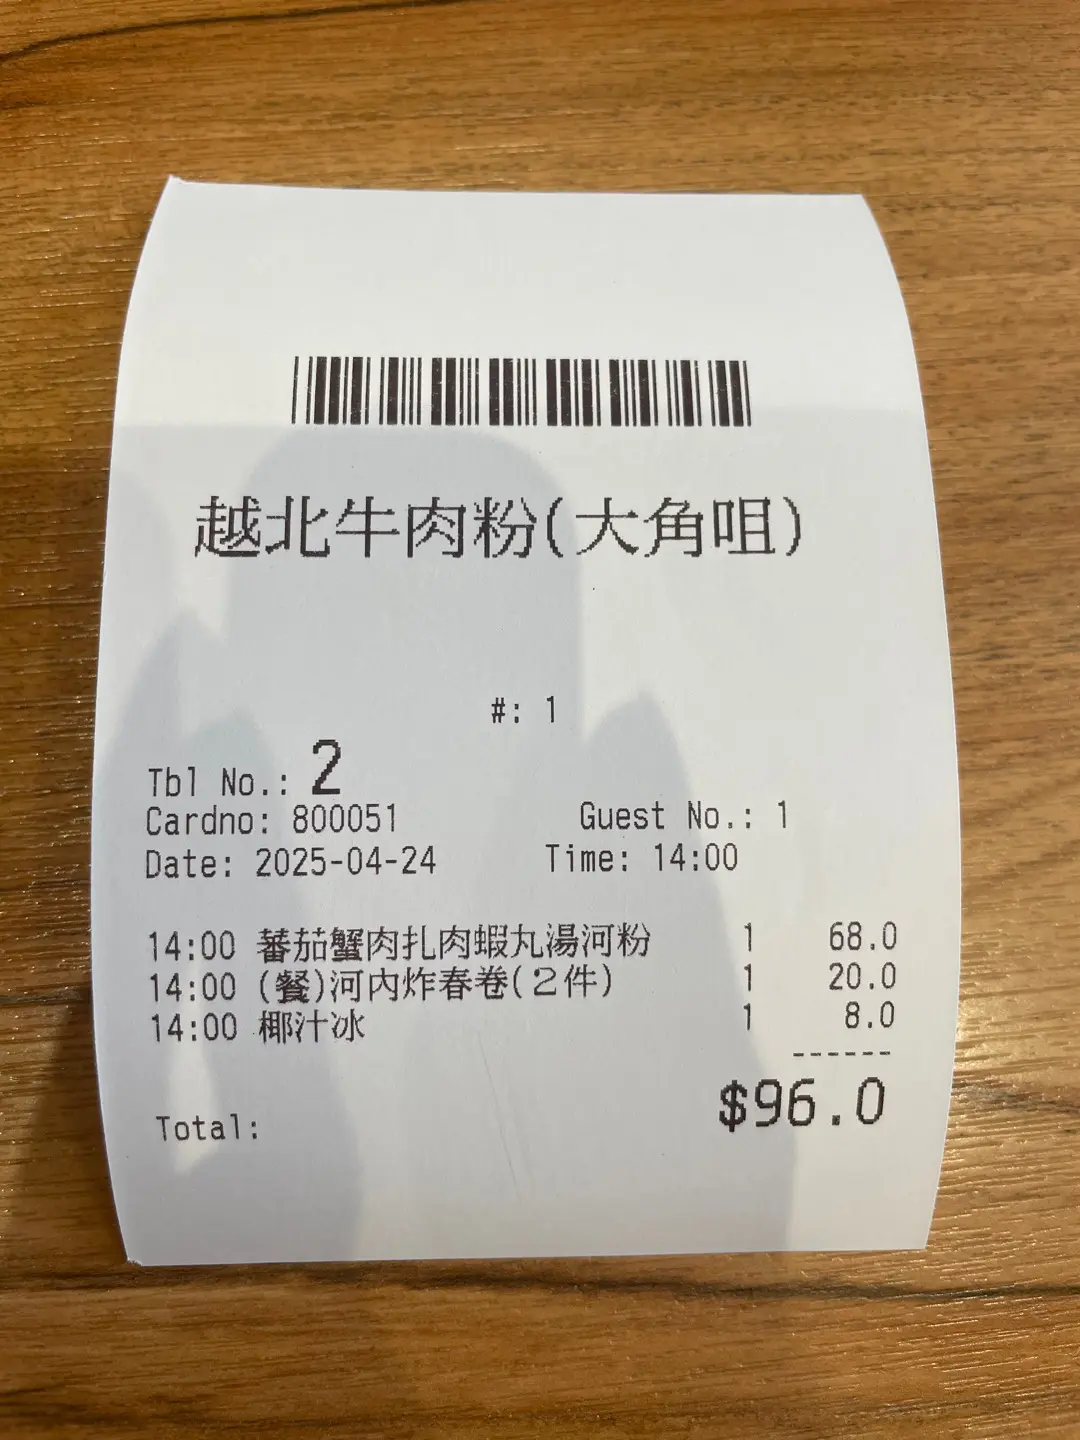 越北牛肉粉(大角咀)
#: 1
Tbl No.: 2
Cardno: 800051 Guest No.: 1
Date: 2025-04-24 Time: 14:00
14:00 蕃茄蟹肉扎肉蝦丸湯河粉 1 68.0
14:00 (餐)河內炸春卷(2件) 1 20.0
14:00 椰汁冰 1 8.0
------
Total: $96.0